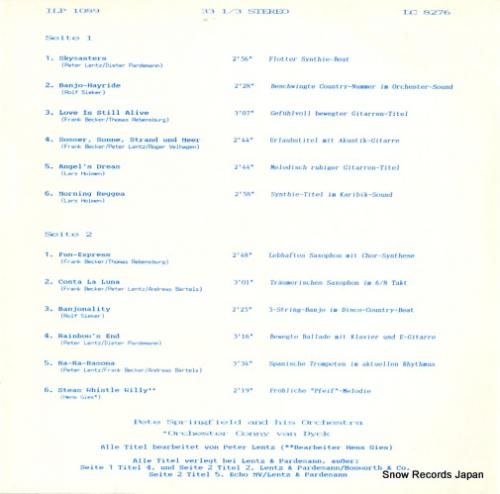 ILP 1089 33 1/3 STEREO LC 8276
Seite 1
1. Skymasters 2'56" Flotter Synthie-Beat
(Peter Lentz/Dieter Pardemann)
2. Banjo-Hayride 2'28" Beschwingte Country-Nummer im Orchester-Sound
(Rolf Sieker)
3. Love Is Still Alive 3'07" Gefühlvoll bewegter Gitarren-Titel
(Frank Becker/Thomas Rebensburg)
4. Sommer, Sonne, Strand und Meer 2'44" Urlaubstitel mit Akustik-Gitarre
(Frank Becker/Peter Lentz/Roger Velhagen)
5. Angel's Dream 2'44" Melodisch ruhiger Gitarren-Titel
(Lars Holmen)
6. Morning Reggea 2'58" Synthie-Titel im Karibik-Sound
(Lars Holmen)
Seite 2
1. Fun-Express 2'48" Lebhaftes Saxophon mit Chor-Synthese
(Frank Becker/Thomas Rebensburg)
2. Costa La Luna 3'01" Träumerisches Saxophon im 6/8 Takt
(Frank Becker/Peter Lentz/Andreas Bärtels)
3. Banjonality 2'25" 5-String-Banjo im Disco-Country-Beat
(Rolf Sieker)
4. Rainbow's End 3'16" Bewegte Ballade mit Klavier und E-Gitarre
(Peter Lentz/Dieter Pardemann)
5. Ra-Ra-Ramona 3'34" Spanische Trompeten im aktuellen Rhythmus
(Peter Lentz/Frank Becker/Andreas Bärtels)
6. Steam Whistle Willy** 2'19" Fröhliche "Pfeif"-Melodie
(Hens Gies*)
Pete Springfield and his Orchestra
*Orchester Conny van Dyck
Alle Titel bearbeitet von Peter Lentz (**Bearbeiter Hens Gies)
Alle Titel verlegt bei Lentz & Pardemann, außer:
Seite 1 Titel 4, und Seite 2 Titel 2, Lentz & Pardemann/Bosworth & Co.
Seite 2 Titel 5, Echo MV/Lentz & Pardemann
Snow Records Japan